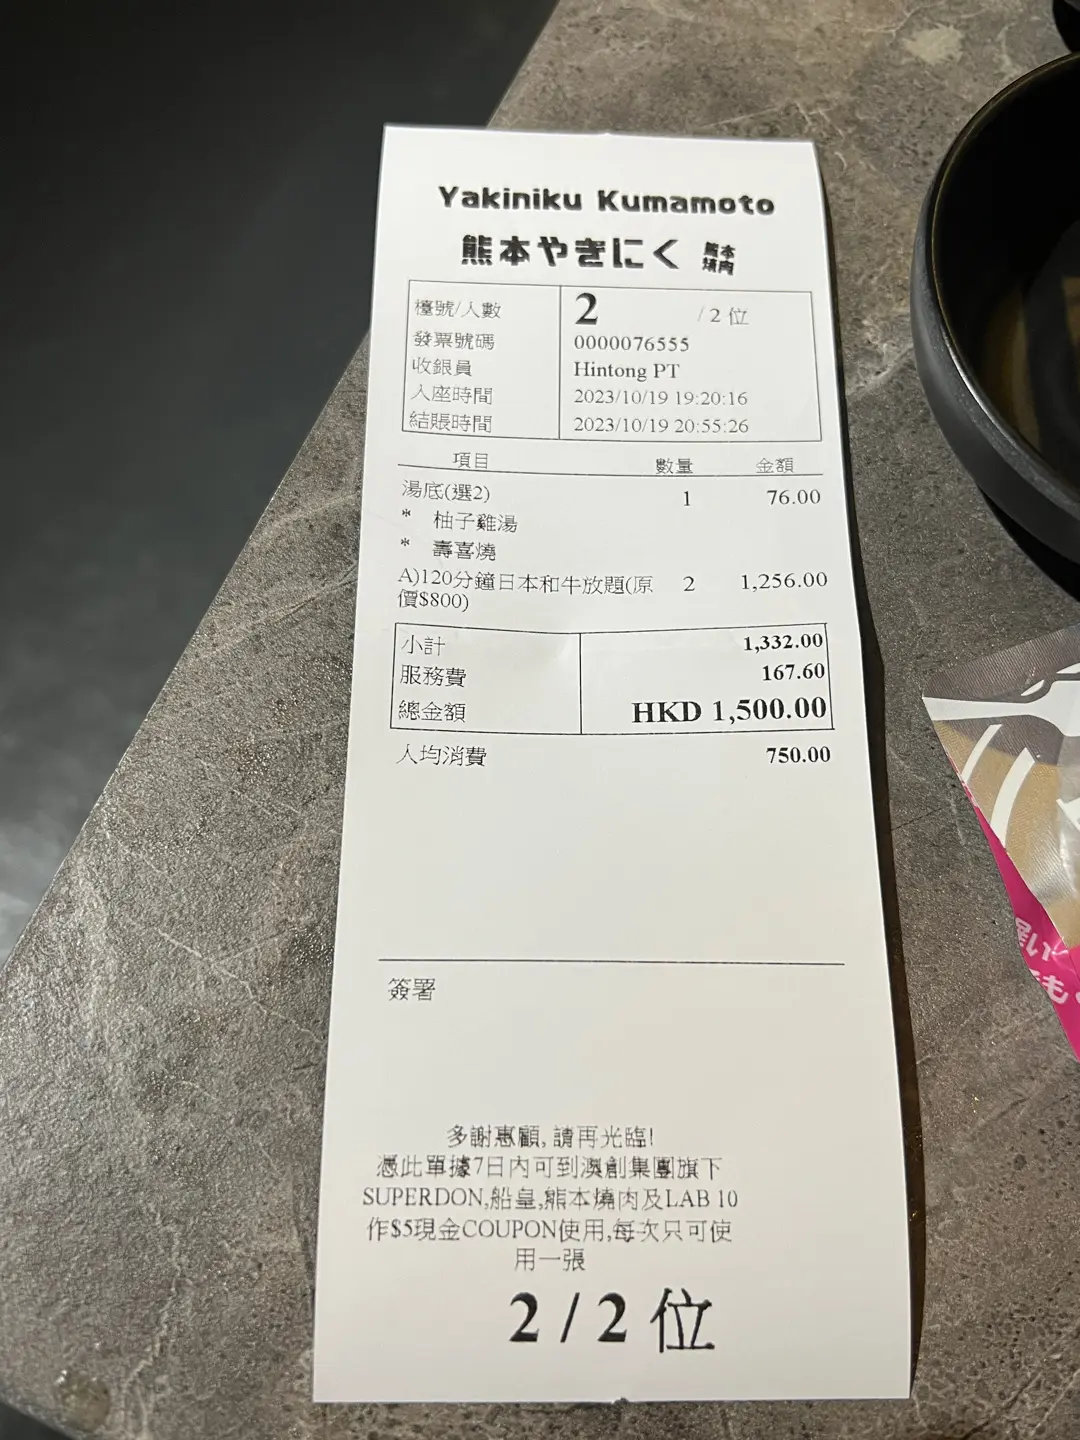 Yakiniku Kumamoto
熊本やきにく 熊本
燒肉
檯號/人數 2 / 2 位
發票號碼 0000076555
收銀員 Hintong PT
入座時間 2023/10/19 19:20:16
結賬時間 2023/10/19 20:55:26
項目 數量 金額
湯底(選2) 1 76.00
* 柚子雞湯
* 壽喜燒
A)120分鐘日本和牛放題(原 2 1,256.00
價$800)
小計 1,332.00
服務費 167.60
總金額 HKD 1,500.00
人均消費 750.00
簽署
多謝惠顧, 請再光臨!
憑此單據7日內可到澳創集團旗下
SUPERDON,船皇,熊本燒肉及LAB 10
作$5現金COUPON使用,每次只可使
用一張
2 / 2 位